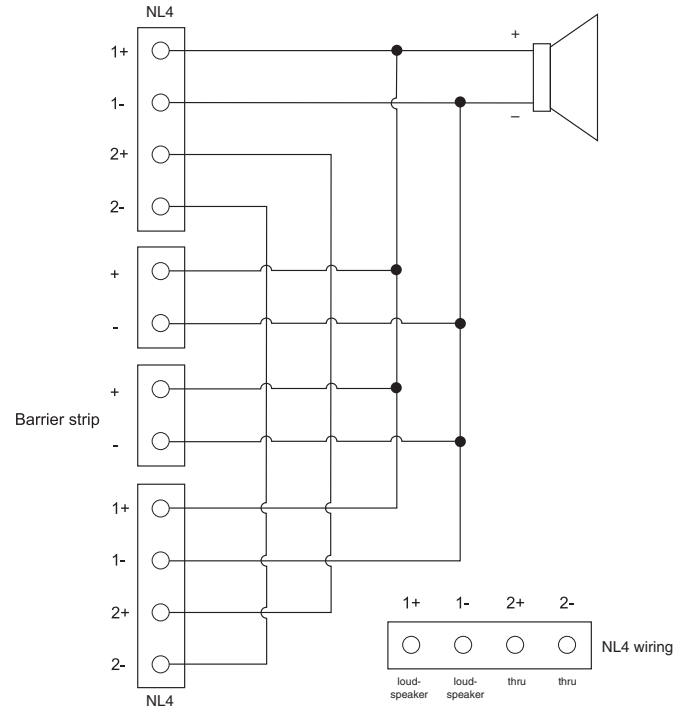 NL4
1+
+
1-
–
2+
2-
+
-
+
Barrier strip
-
1+
1-
2+
2-
NL4
1+ 1- 2+ 2-
NL4 wiring
loud-
speaker
loud-
speaker
thru
thru